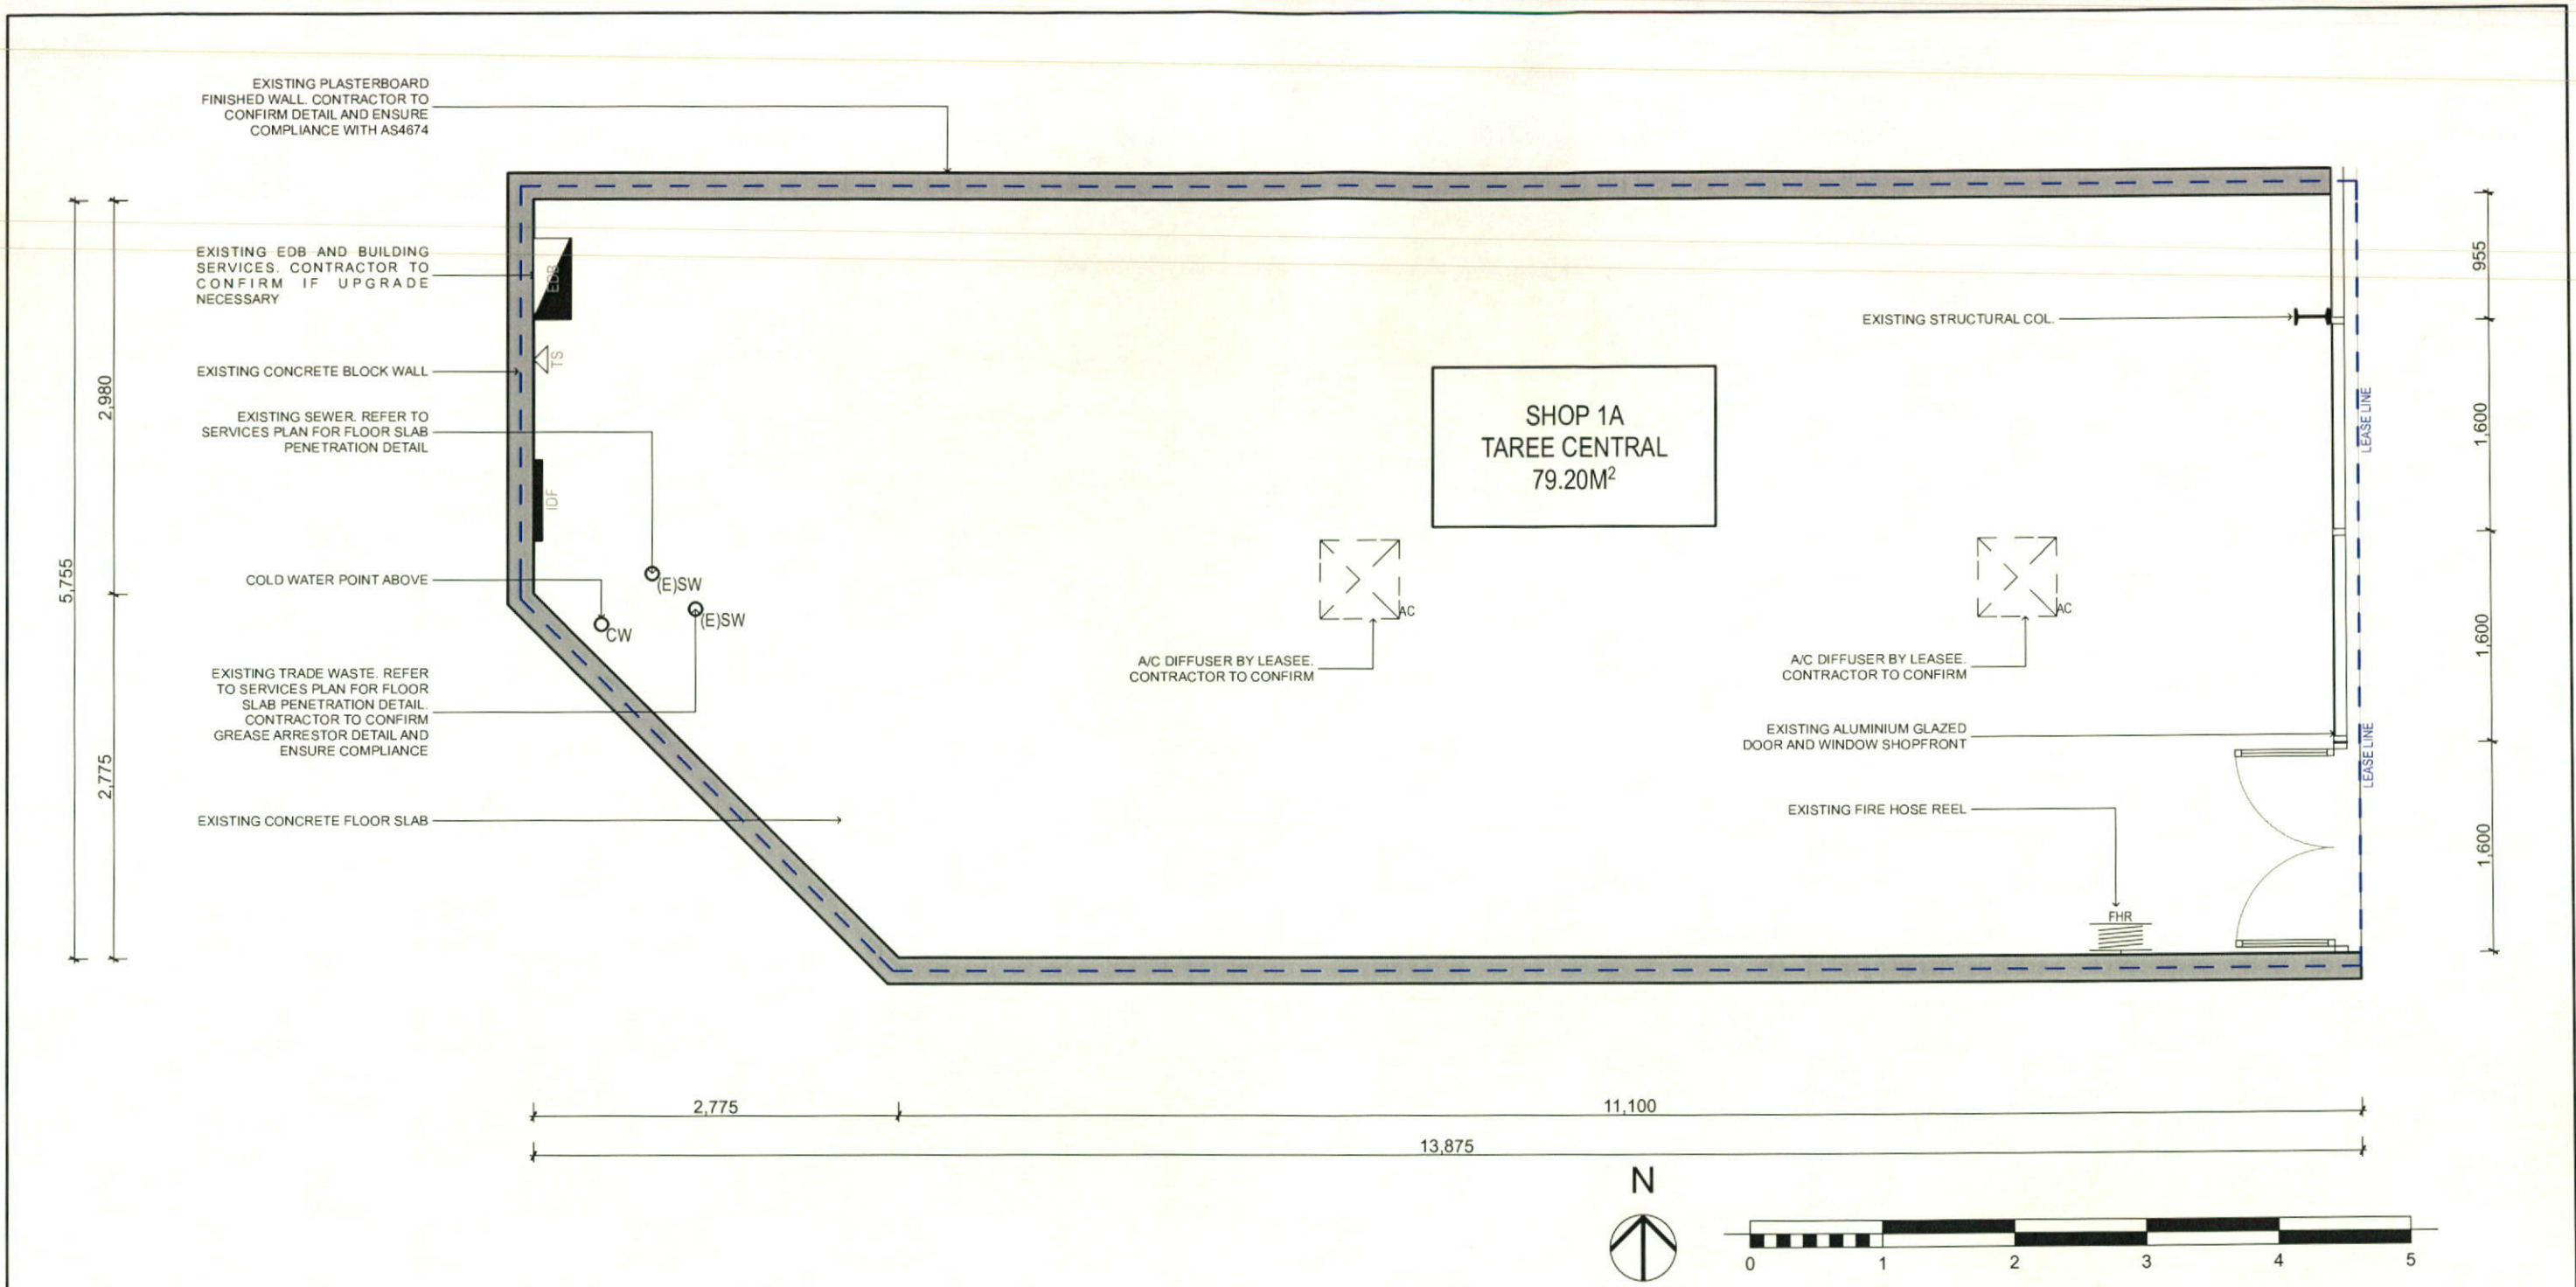 EXISTING PLASTERBOARD
FINISHED WALL. CONTRACTOR TO
CONFIRM DETAIL AND ENSURE
COMPLIANCE WITH AS4674
EXISTING EDB AND BUILDING
SERVICES. CONTRACTOR TO
CONFIRM IF UPGRADE
NECESSARY
EXISTING CONCRETE BLOCK WALL
EXISTING SEWER. REFER TO
SERVICES PLAN FOR FLOOR SLAB
PENETRATION DETAIL
COLD WATER POINT ABOVE
EXISTING TRADE WASTE. REFER
TO SERVICES PLAN FOR FLOOR
SLAB PENETRATION DETAIL.
CONTRACTOR TO CONFIRM
GREASE ARRESTOR DETAIL AND
ENSURE COMPLIANCE
EXISTING CONCRETE FLOOR SLAB
5,755
2,980
2,775
EDB
TS
IDF
(E)SW
(E)SW
CW
SHOP 1A
TAREE CENTRAL
79.20M²
AC
A/C DIFFUSER BY LEASEE.
CONTRACTOR TO CONFIRM
AC
A/C DIFFUSER BY LEASEE.
CONTRACTOR TO CONFIRM
EXISTING STRUCTURAL COL.
EXISTING ALUMINIUM GLAZED
DOOR AND WINDOW SHOPFRONT
EXISTING FIRE HOSE REEL
FHR
LEASE LINE
LEASE LINE
955
1,600
1,600
1,600
2,775
11,100
13,875
N
0 1 2 3 4 5